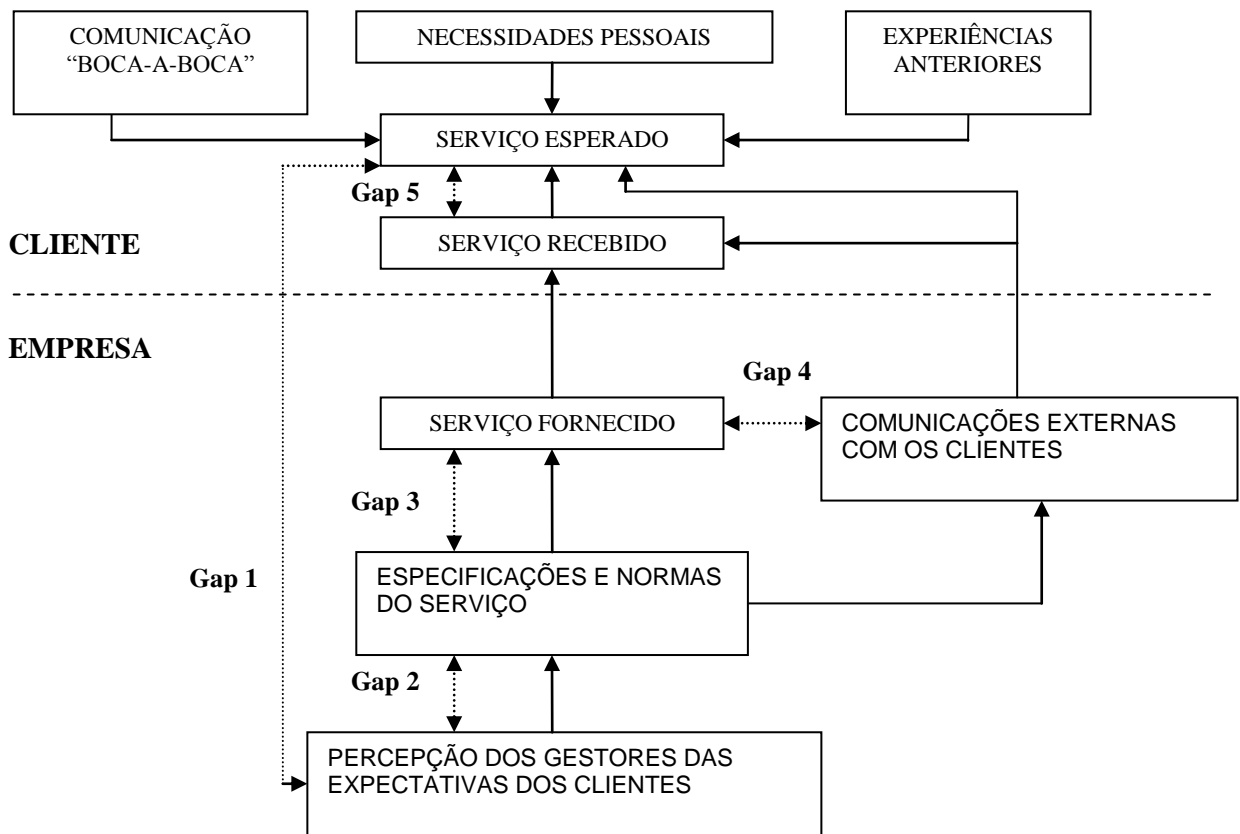 COMUNICAÇÃO
“BOCA-A-BOCA”
NECESSIDADES PESSOAIS
EXPERIÊNCIAS
ANTERIORES
SERVIÇO ESPERADO
Gap 5
CLIENTE
SERVIÇO RECEBIDO
EMPRESA
Gap 4
SERVIÇO FORNECIDO
COMUNICAÇÕES EXTERNAS
COM OS CLIENTES
Gap 3
Gap 1
ESPECIFICAÇÕES E NORMAS
DO SERVIÇO
Gap 2
PERCEPÇÃO DOS GESTORES DAS
EXPECTATIVAS DOS CLIENTES